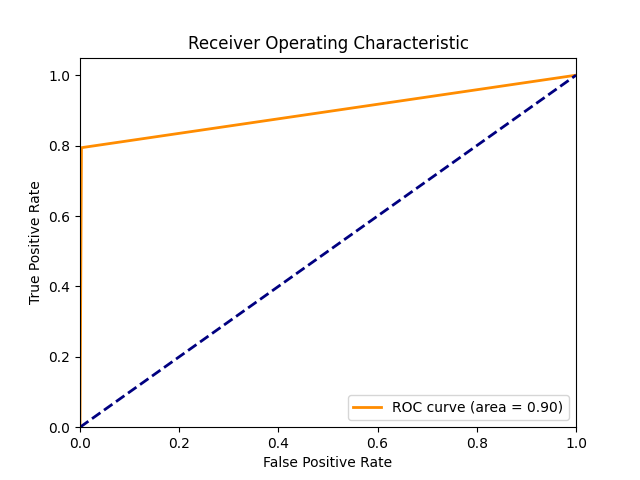 Receiver Operating Characteristic
1.0
0.8
0.6
0.4
0.2
0.0
True Positive Rate
ROC curve (area = 0.90)
0.0 0.2 0.4 0.6 0.8 1.0
False Positive Rate